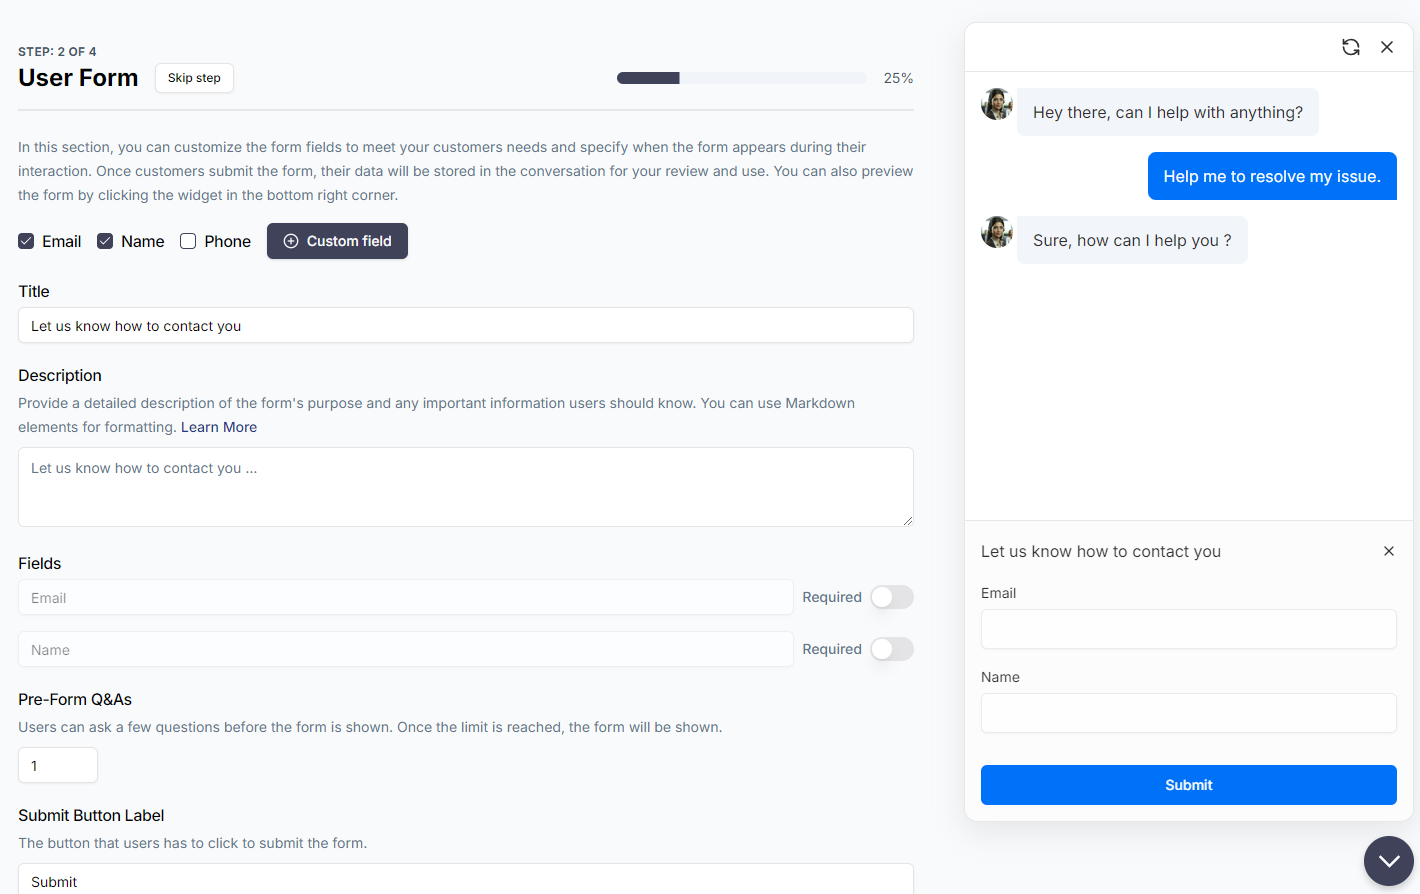 STEP: 2 OF 4
User Form
Skip step
25%
In this section, you can customize the form fields to meet your customers needs and specify when the form appears during their
interaction. Once customers submit the form, their data will be stored in the conversation for your review and use. You can also preview
the form by clicking the widget in the bottom right corner.
Email
Name
Phone
Custom field
Title
Let us know how to contact you
Description
Provide a detailed description of the form's purpose and any important information users should know. You can use Markdown
elements for formatting. Learn More
Let us know how to contact you ...
Fields
Email
Required
Name
Required
Pre-Form Q&As
Users can ask a few questions before the form is shown. Once the limit is reached, the form will be shown.
1
Submit Button Label
The button that users has to click to submit the form.
Submit
Hey there, can I help with anything?
Help me to resolve my issue.
Sure, how can I help you ?
Let us know how to contact you
Email
Name
Submit